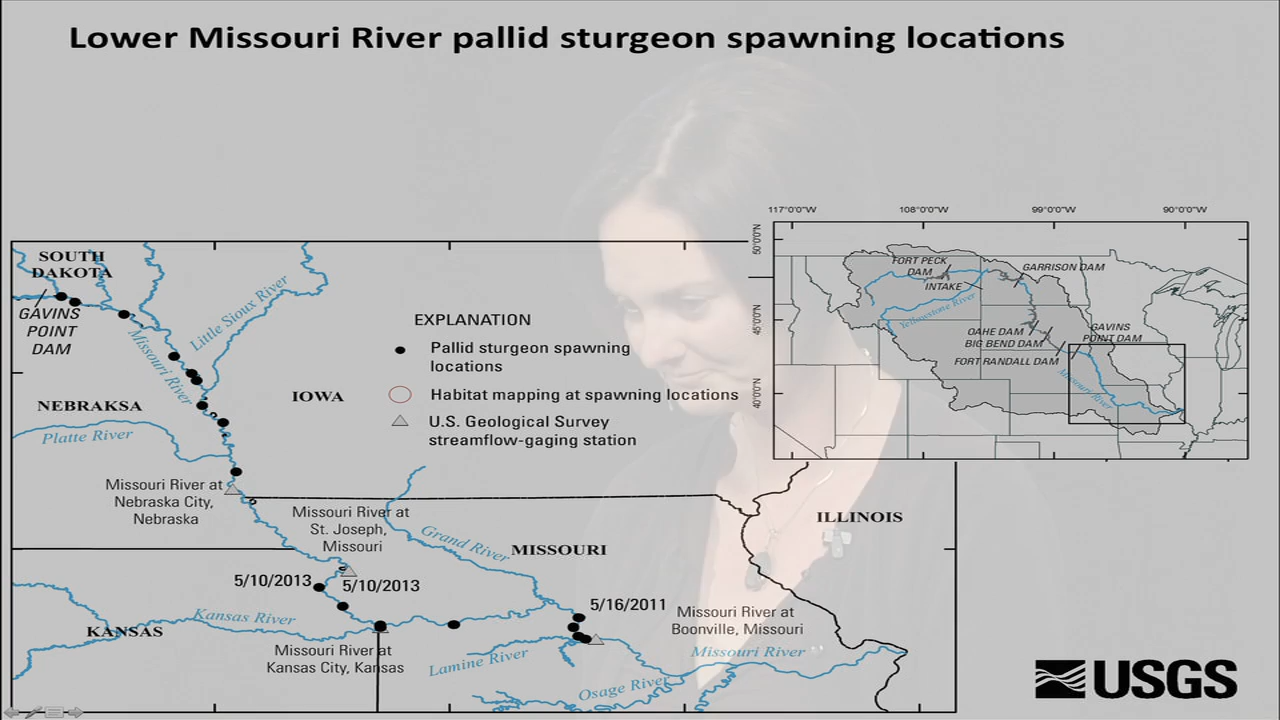 Lower Missouri River pallid sturgeon spawning locations
SOUTH
DAKOTA
GAVINS
POINT
DAM
Missouri River
Little Sioux River
NEBRAKSA
IOWA
Platte River
EXPLANATION
Pallid sturgeon spawning
locations
Habitat mapping at spawning locations
U.S. Geological Survey
streamflow-gaging station
Missouri River at
Nebraska City,
Nebraska
Missouri River at
St. Joseph,
Missouri
Grand River
MISSOURI
ILLINOIS
5/10/2013
5/10/2013
5/16/2011
Missouri River at
Boonville, Missouri
Kansas River
KANSAS
Missouri River at
Kansas City, Kansas
Lamine River
Missouri River
Osage River
117°0'0"W
108°0'0"W
99°0'0"W
90°0'0"W
50°0'0"N
45°0'0"N
40°0'0"N
FORT PECK
DAM
GARRISON DAM
INTAKE
Yellowstone River
OAHE DAM
BIG BEND DAM
FORT RANDALL DAM
GAVINS
POINT DAM
Missouri River
USGS